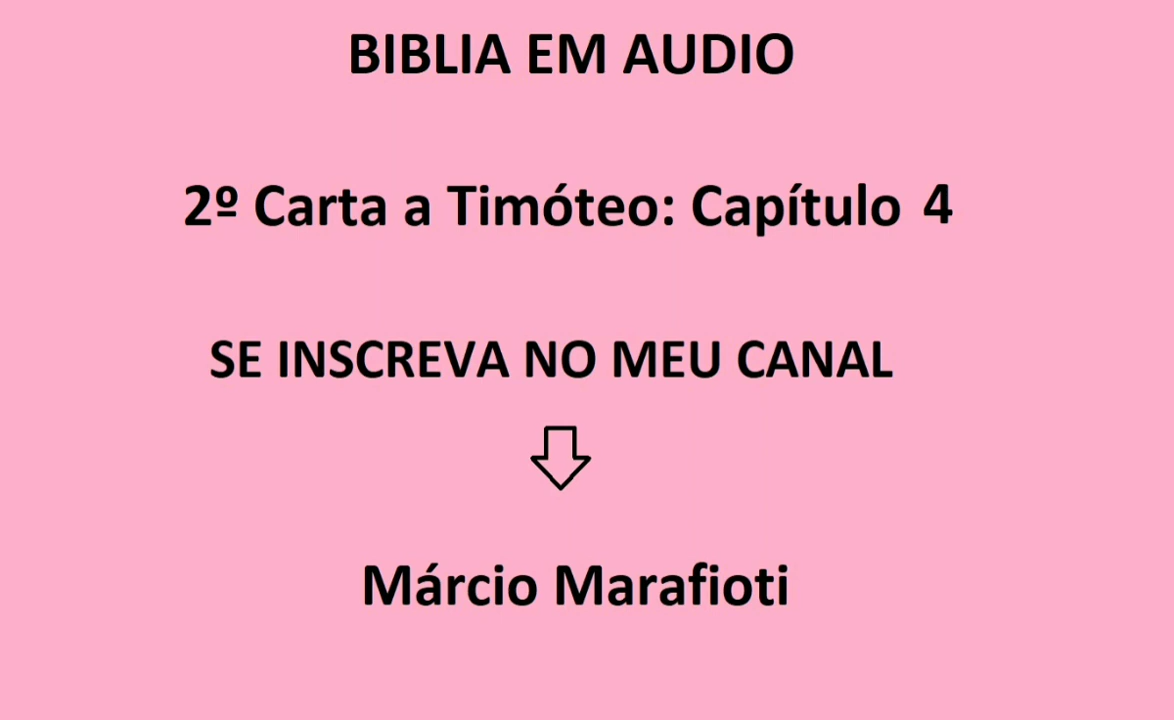 BIBLIA EM AUDIO
2º Carta a Timóteo: Capítulo 4
SE INSCREVA NO MEU CANAL
Márcio Marafioti